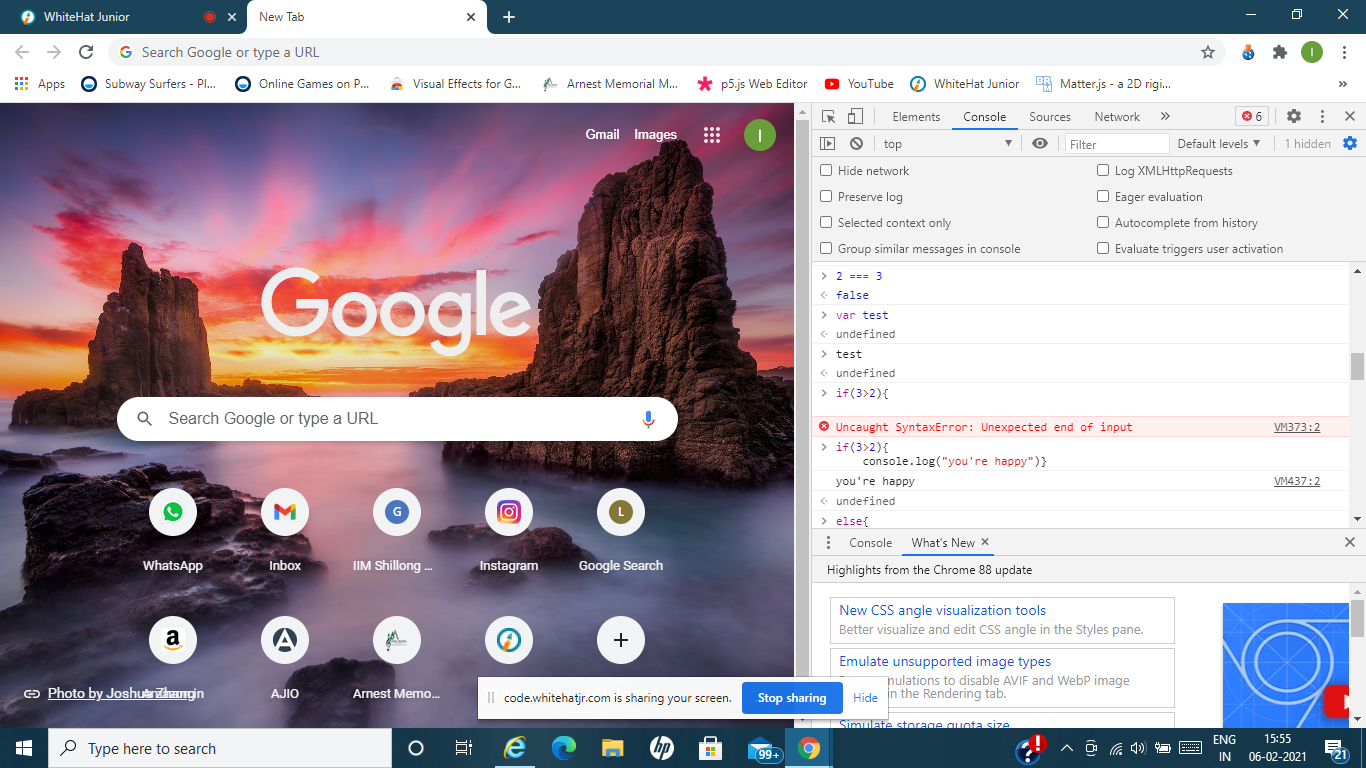 WhiteHat Junior
New Tab
Search Google or type a URL
I
Apps
Subway Surfers - Pl...
Online Games on P...
Visual Effects for G...
Arnest Memorial M...
p5.js Web Editor
YouTube
WhiteHat Junior
Matter.js - a 2D rigi...
»
Gmail Images
I
Google
Search Google or type a URL
WhatsApp
Inbox
G
IIM Shillong ...
Instagram
L
Google Search
AJIO
Arnest Memo...
Photo by Joshua Zhang
Elements Console Sources Network » 6
top
Filter
Default levels
1 hidden
Hide network
Log XMLHttpRequests
Preserve log
Eager evaluation
Selected context only
Autocomplete from history
Group similar messages in console
Evaluate triggers user activation
> 2 === 3
false
> var test
undefined
> test
undefined
> if(3>2){
Uncaught SyntaxError: Unexpected end of input VM373:2
> if(3>2){
console.log("you're happy")}
you're happy VM437:2
undefined
> else{
Console What's New
Highlights from the Chrome 88 update
New CSS angle visualization tools
Better visualize and edit CSS angle in the Styles pane.
Emulate unsupported image types
mulations to disable AVIF and WebP image
in the Rendering tab.
Simulate storage quota size
code.whitehatjr.com is sharing your screen.
Stop sharing
Hide
Type here to search
hp
99+
ENG
IN
15:55
06-02-2021
21